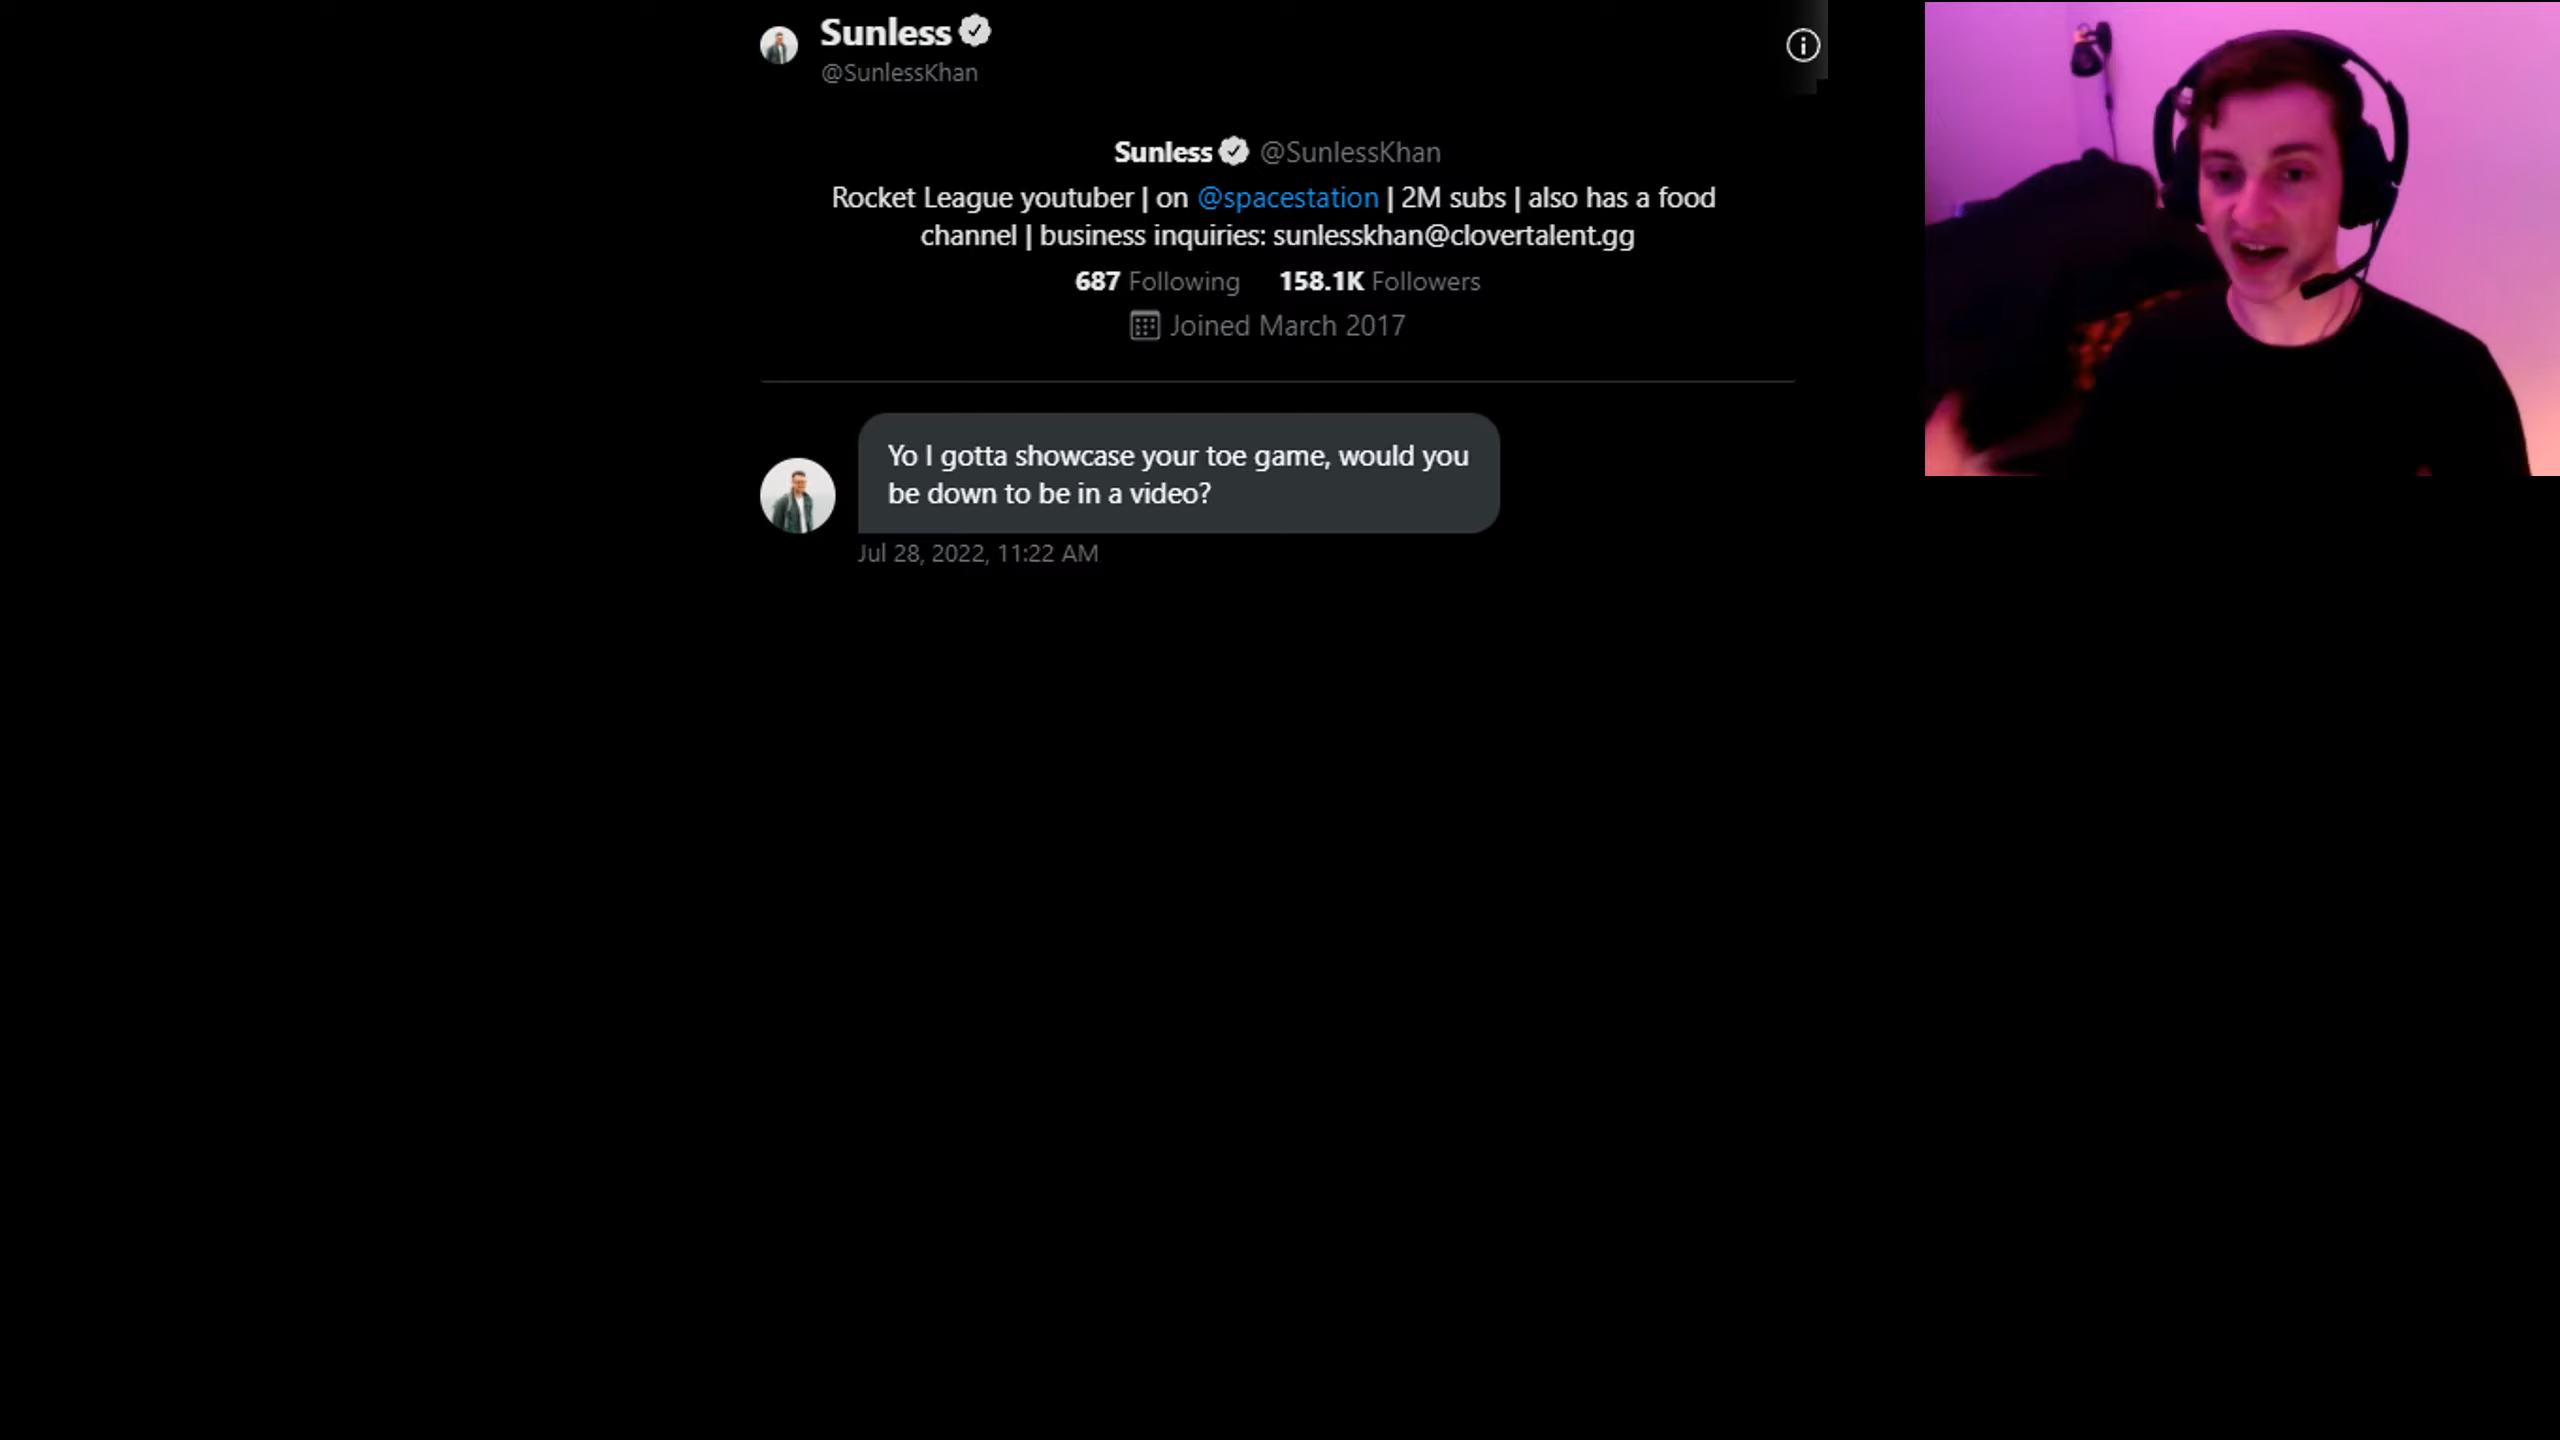 Sunless
@SunlessKhan
Sunless @SunlessKhan
Rocket League youtuber | on @spacestation | 2M subs | also has a food
channel | business inquiries: sunlesskhan@clovertalent.gg
687 Following 158.1K Followers
Joined March 2017
Yo I gotta showcase your toe game, would you
be down to be in a video?
Jul 28, 2022, 11:22 AM